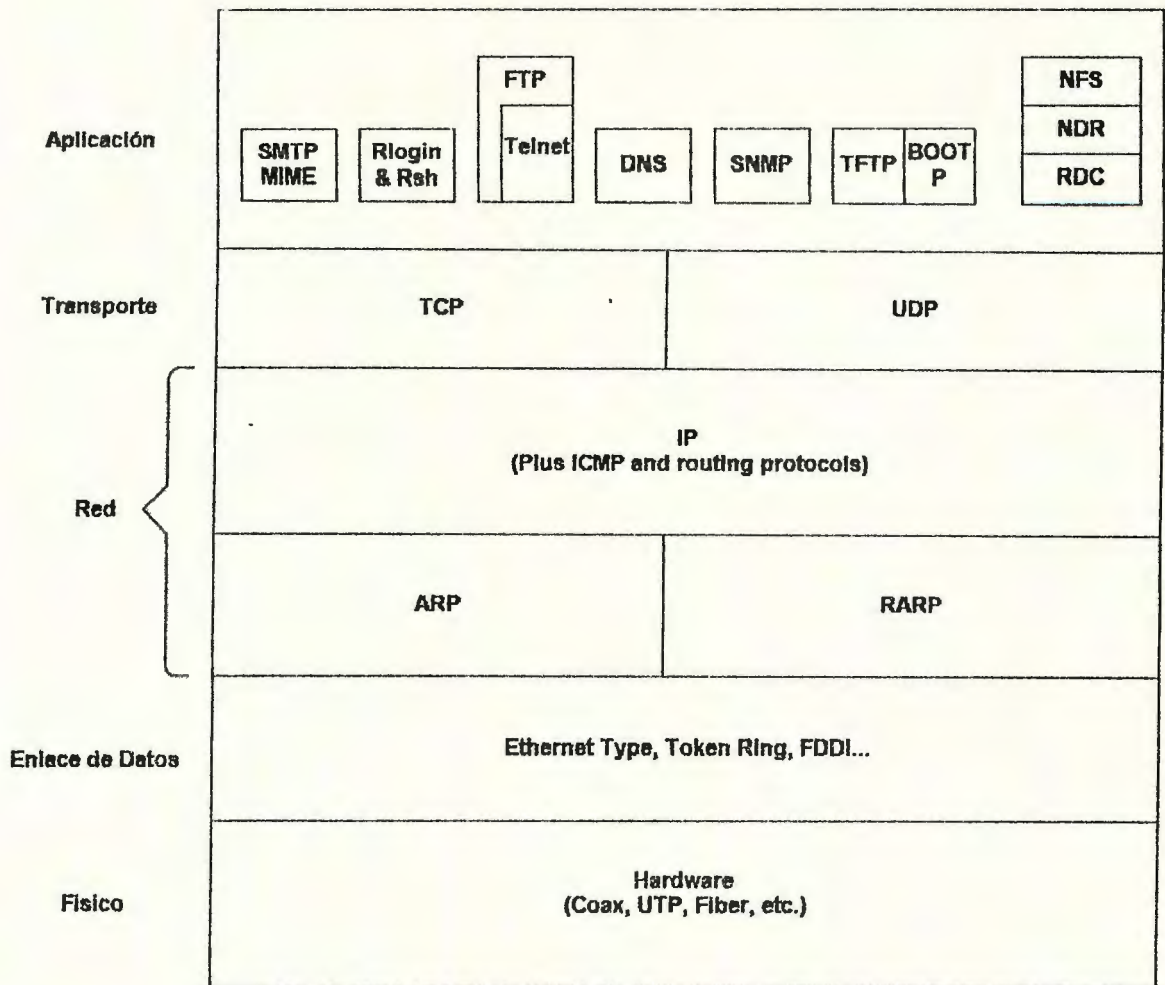 Aplicación
SMTP
MIME
Rlogin
& Rsh
FTP
Telnet
DNS
SNMP
TFTP
BOOT
P
NFS
NDR
RDC
Transporte
TCP
UDP
Red
IP
(Plus ICMP and routing protocols)
ARP
RARP
Enlace de Datos
Ethernet Type, Token Ring, FDDI...
Fisico
Hardware
(Coax, UTP, Fiber, etc.)